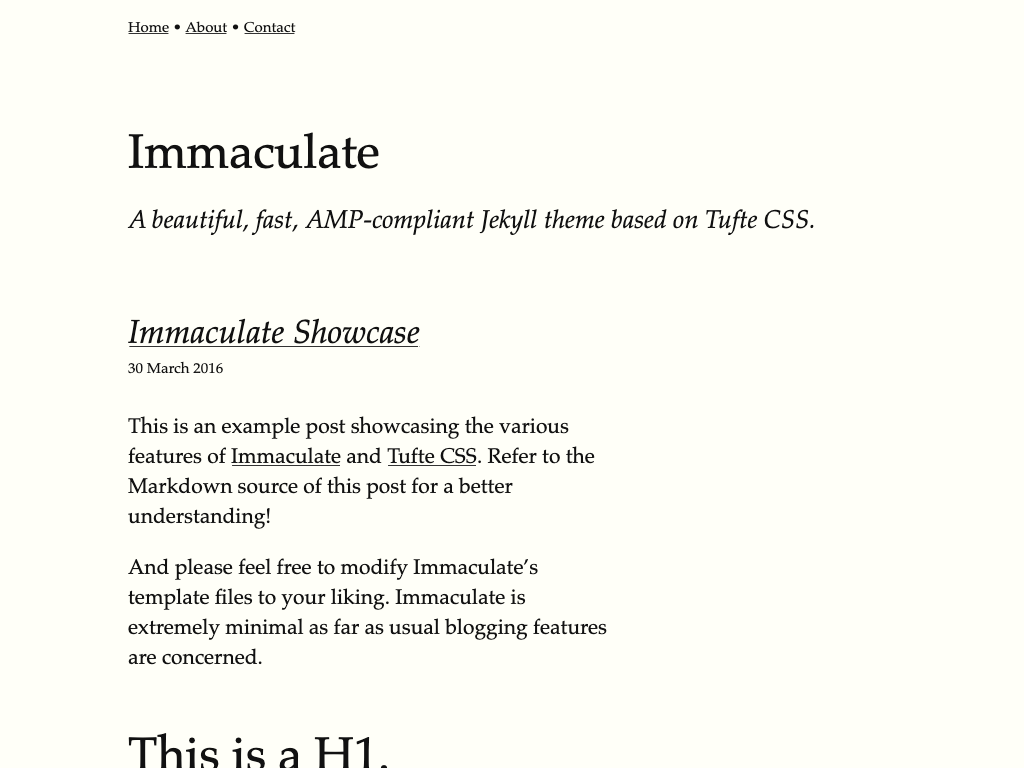 Home • About • Contact
Immaculate
A beautiful, fast, AMP-compliant Jekyll theme based on Tufte CSS.
Immaculate Showcase
30 March 2016
This is an example post showcasing the various
features of Immaculate and Tufte CSS. Refer to the
Markdown source of this post for a better
understanding!
And please feel free to modify Immaculate’s
template files to your liking. Immaculate is
extremely minimal as far as usual blogging features
are concerned.
This is a H1.